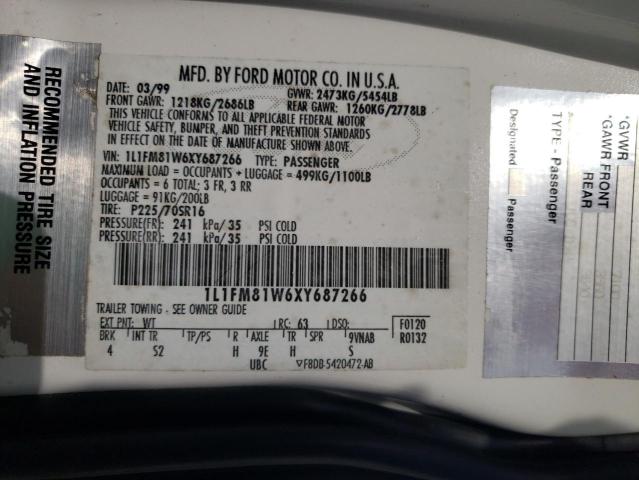 RECOMMENDED TIRE SIZE
AND INFLATION PRESSURE
MFD. BY FORD MOTOR CO. IN U.S.A.
DATE: 03/99 GVWR: 2473KG/5454LB
FRONT GAWR: 1218KG/2686LB REAR GAWR: 1260KG/2778LB
THIS VEHICLE CONFORMS TO ALL APPLICABLE FEDERAL MOTOR
VEHICLE SAFETY, BUMPER, AND THEFT PREVENTION STANDARDS
IN EFFECT ON THE DATE OF MANUFACTURE SHOWN ABOVE.
VIN: 1L1FM81W6XY687266 TYPE: PASSENGER
MAXIMUM LOAD = OCCUPANTS + LUGGAGE = 499KG/1100LB
OCCUPANTS = 6 TOTAL; 3 FR, 3 RR
LUGGAGE = 91KG/200LB
TIRE: P225/70SR16
PRESSURE(FR): 241 kPa/35 PSI COLD
PRESSURE(RR): 241 kPa/35 PSI COLD
1L1FM81W6XY687266
TRAILER TOWING - SEE OWNER GUIDE
EXT PNT: WT RC: 63 DSO: F0120
BRK INT TR TP/PS R AXLE TR SPR 9VNAB R0132
4 S2 H 9E H S
UBC F8DB-5420472-AB
*GVWR
*GAWR FRONT
REAR
TYPE - Passenger
Designated Passenger